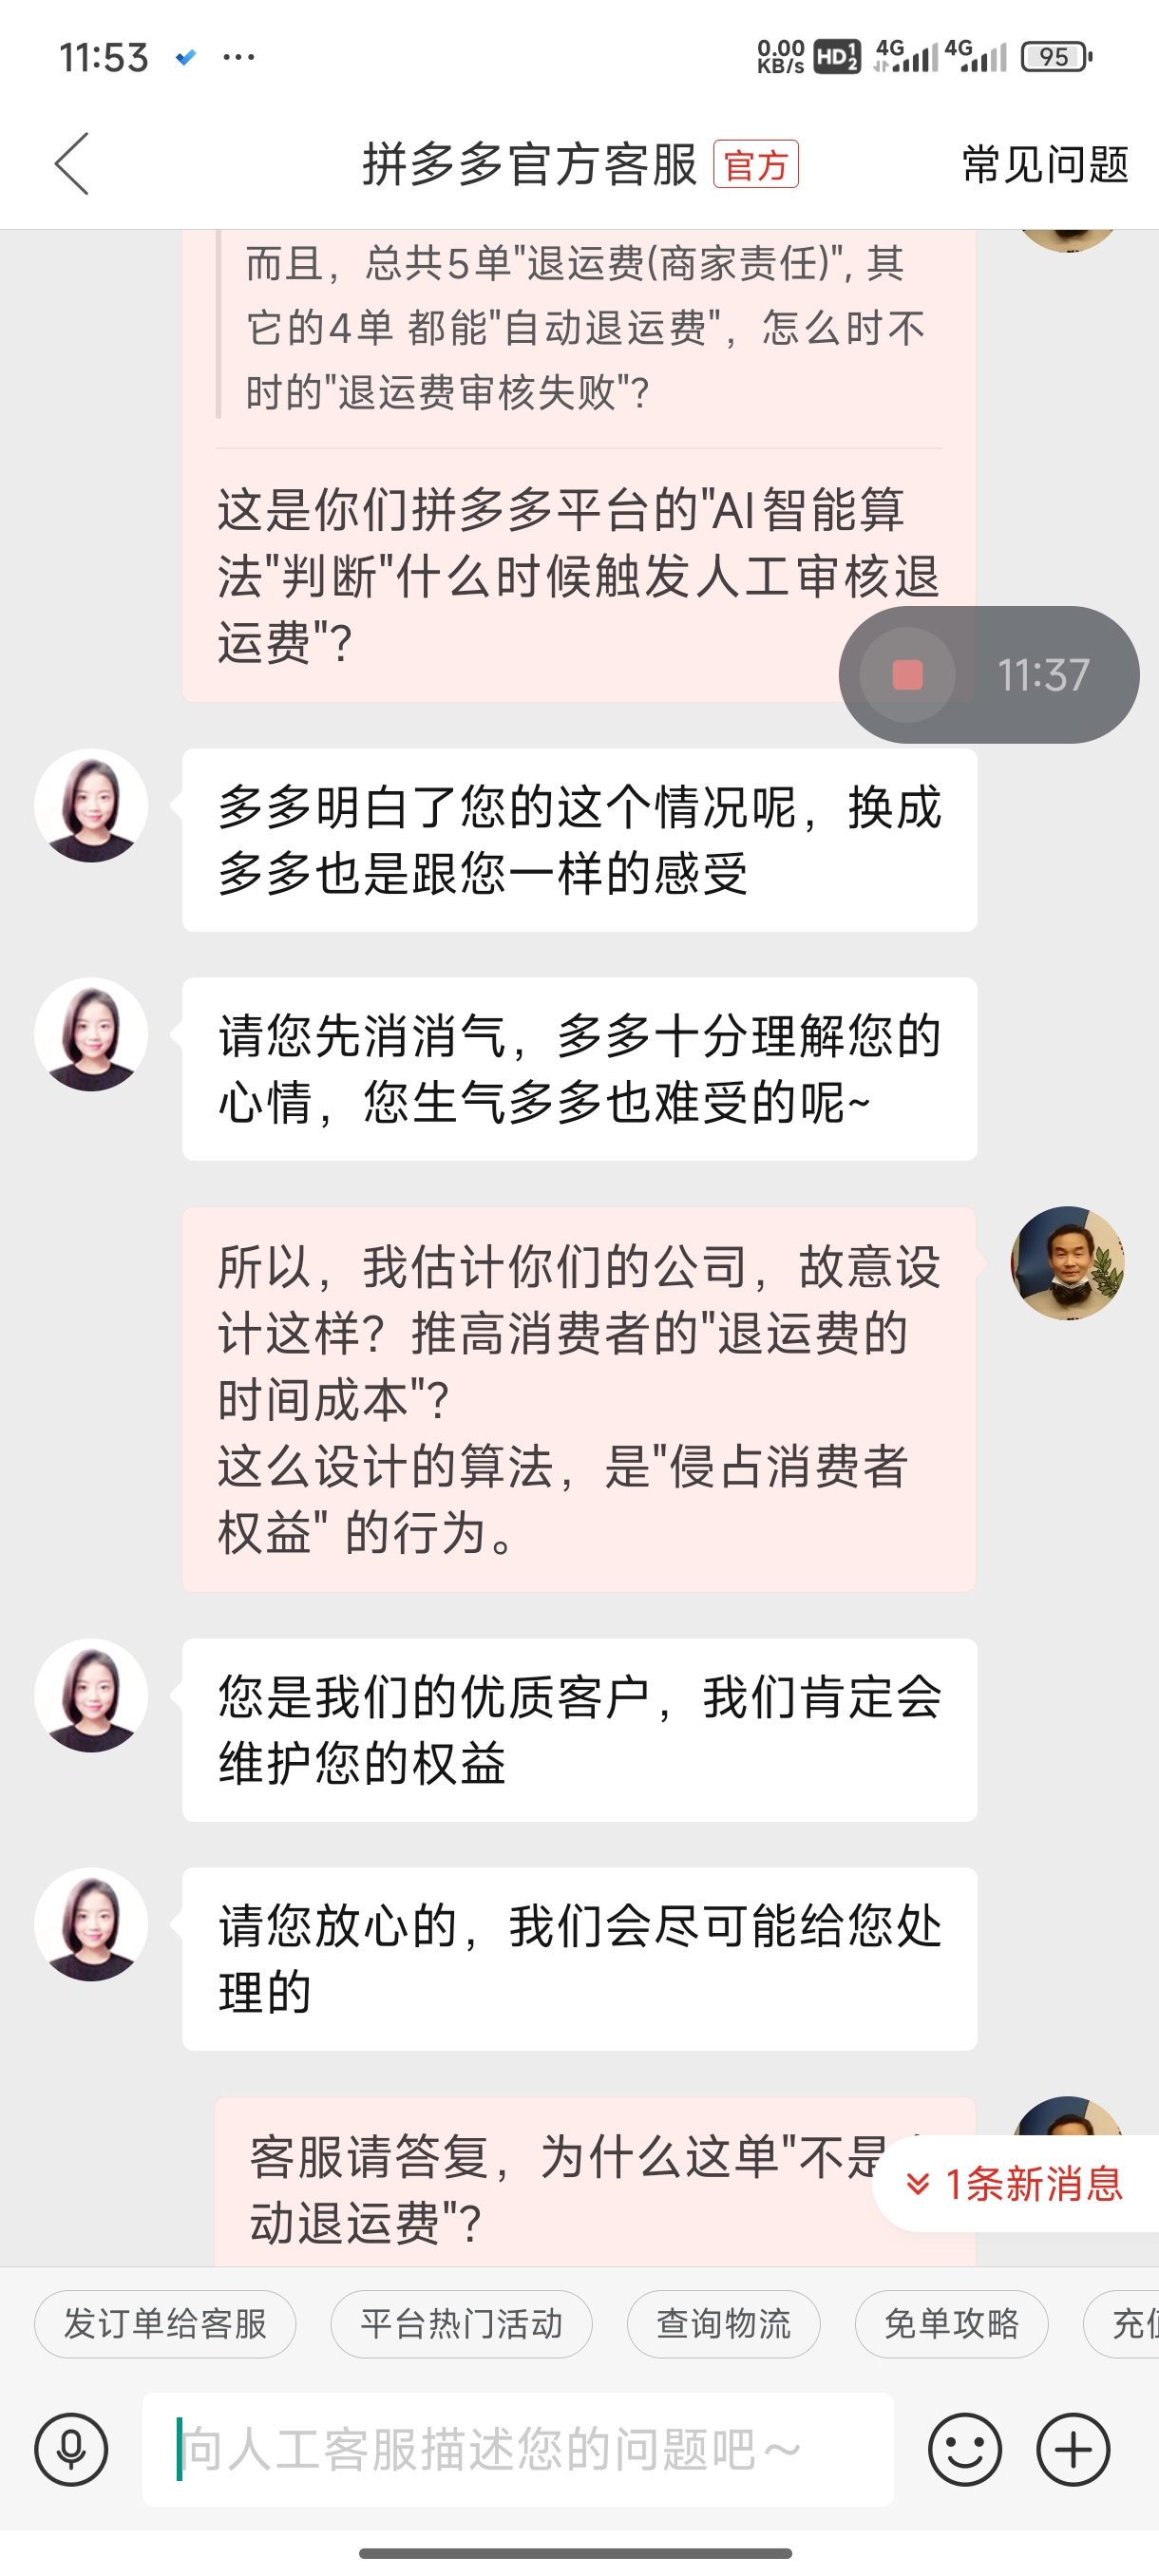 11:53
0.00
KB/s
HD 1 2
4G
4G
95
拼多多官方客服
官方
常见问题
而且，总共5单"退运费(商家责任)", 其
它的4单 都能"自动退运费"，怎么时不
时的"退运费审核失败"?
这是你们拼多多平台的"AI智能算
法"判断"什么时候触发人工审核退
运费"?
11:37
多多明白了您的这个情况呢，换成
多多也是跟您一样的感受
请您先消消气，多多十分理解您的
心情，您生气多多也难受的呢~
所以，我估计你们的公司，故意设
计这样？推高消费者的"退运费的
时间成本"?
这么设计的算法，是"侵占消费者
权益" 的行为。
您是我们的优质客户，我们肯定会
维护您的权益
请您放心的，我们会尽可能给您处
理的
客服请答复，为什么这单"不是
动退运费"?
1条新消息
发订单给客服
平台热门活动
查询物流
免单攻略
充
向人工客服描述您的问题吧～